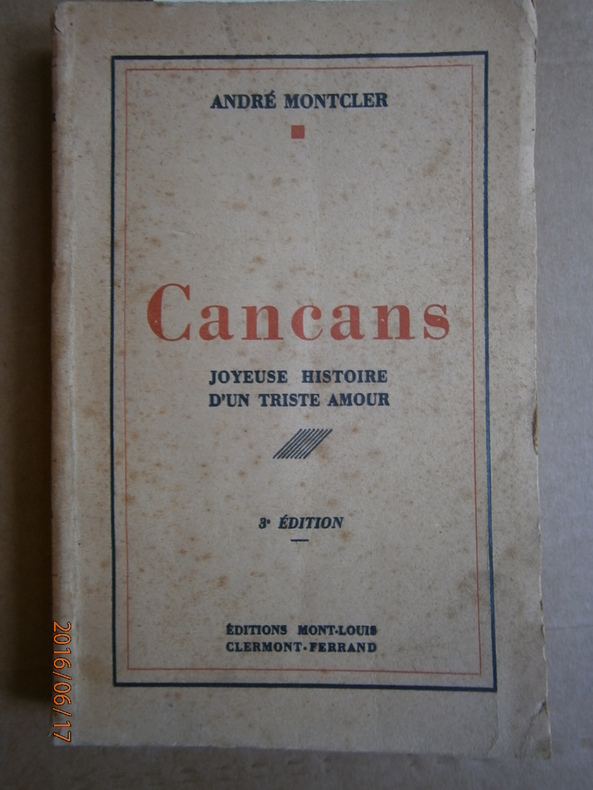 ANDRÉ MONTCLER
Cancans
JOYEUSE HISTOIRE
D'UN TRISTE AMOUR
3e ÉDITION
ÉDITIONS MONT-LOUIS
CLERMONT-FERRAND
2016/06/17